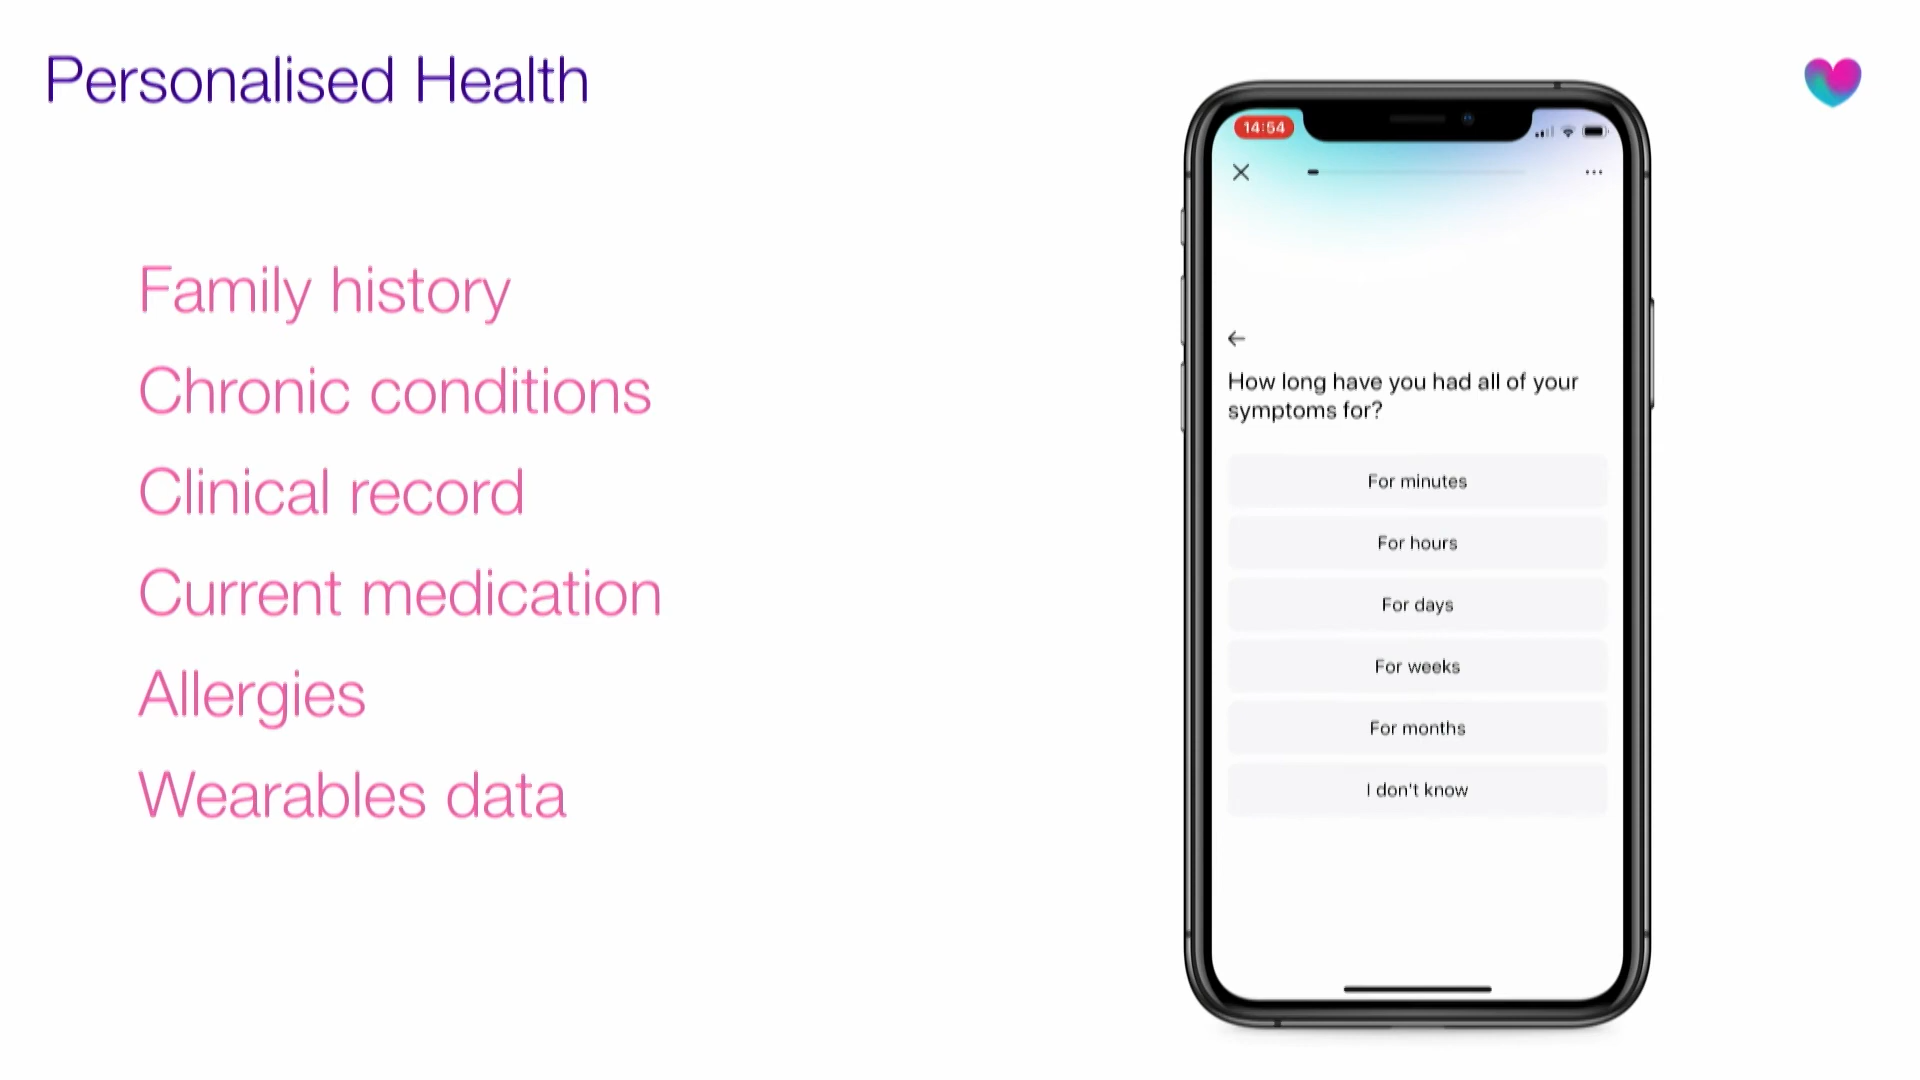 Personalised Health
Family history
Chronic conditions
Clinical record
Current medication
Allergies
Wearables data
14:54
How long have you had all of your
symptoms for?
For minutes
For hours
For days
For weeks
For months
I don't know